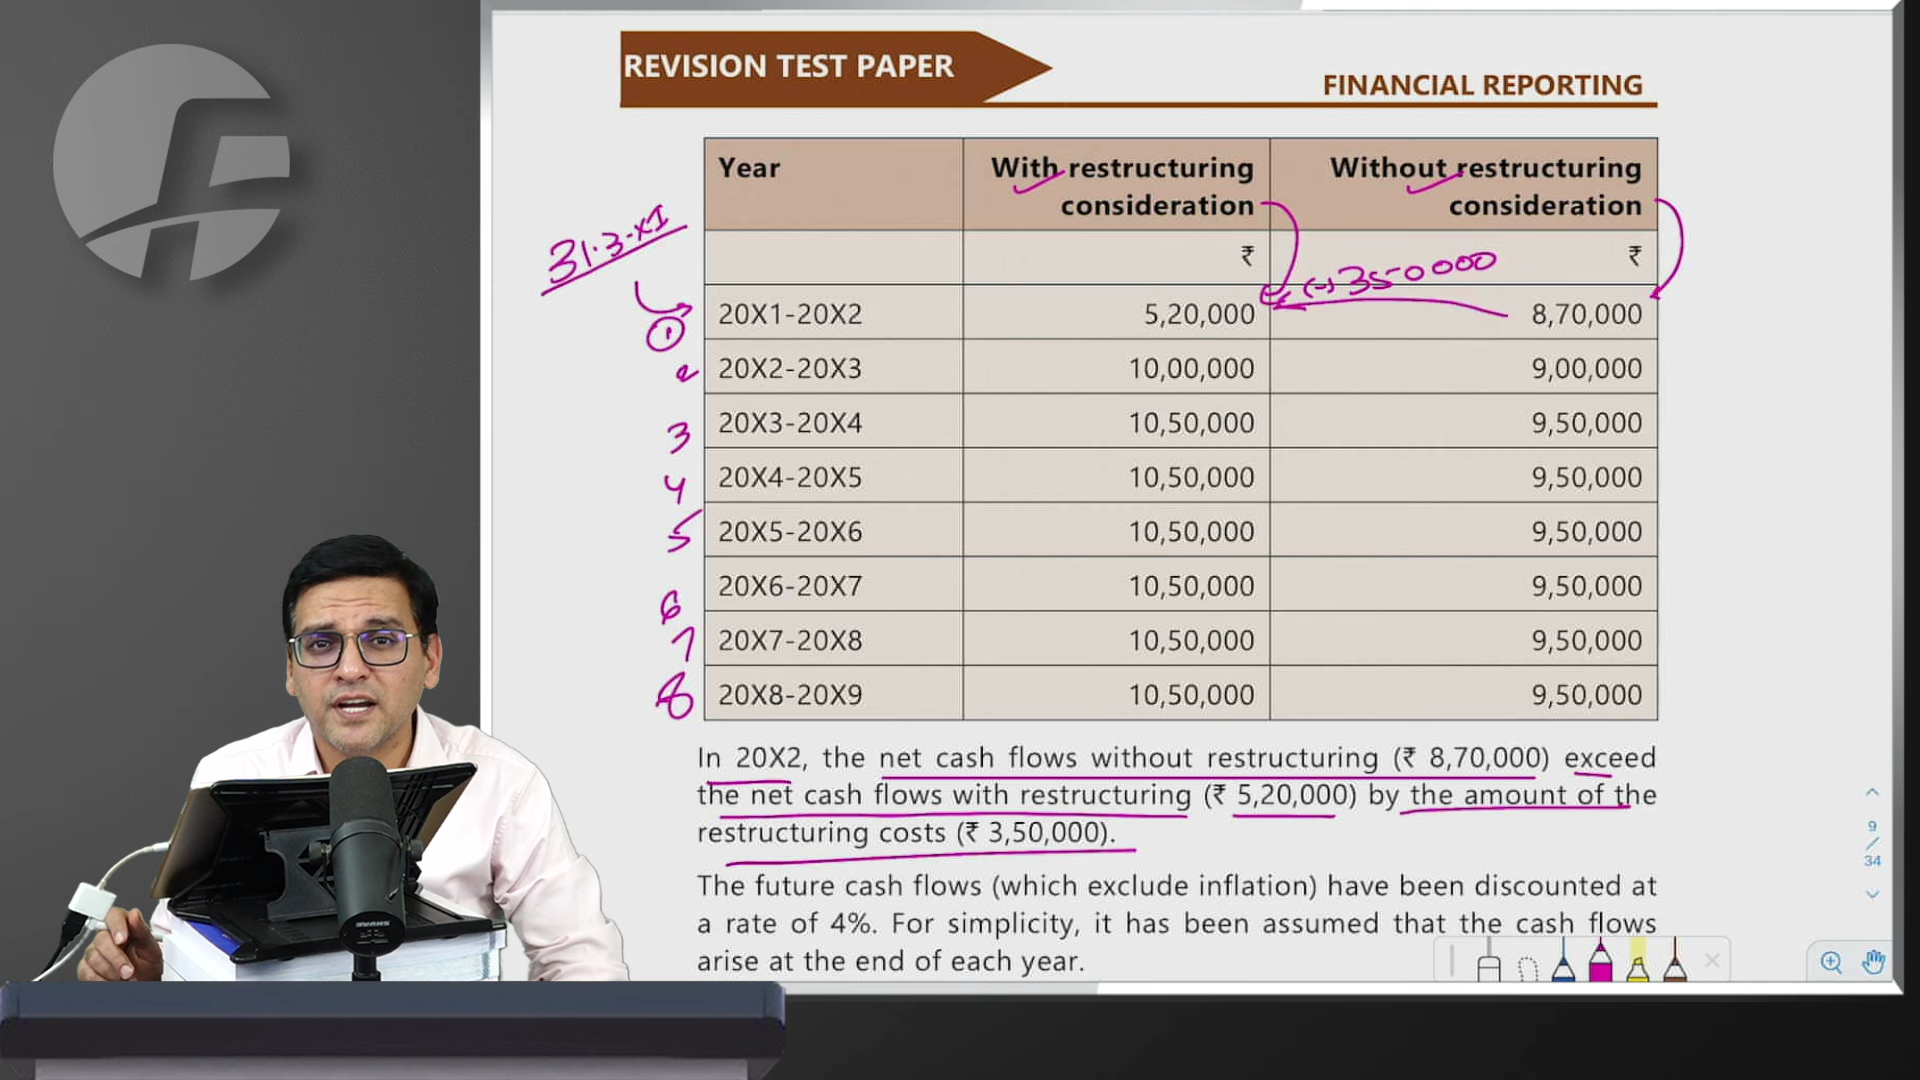 REVISION TEST PAPER
FINANCIAL REPORTING
Year With restructuring consideration Without restructuring consideration
31.3.XI
₹ (-) 350000 ₹
① 20X1-20X2 5,20,000 8,70,000
2 20X2-20X3 10,00,000 9,00,000
3 20X3-20X4 10,50,000 9,50,000
4 20X4-20X5 10,50,000 9,50,000
5 20X5-20X6 10,50,000 9,50,000
6 20X6-20X7 10,50,000 9,50,000
7 20X7-20X8 10,50,000 9,50,000
8 20X8-20X9 10,50,000 9,50,000
In 20X2, the net cash flows without restructuring (₹ 8,70,000) exceed
the net cash flows with restructuring (₹ 5,20,000) by the amount of the
restructuring costs (₹ 3,50,000).
The future cash flows (which exclude inflation) have been discounted at
a rate of 4%. For simplicity, it has been assumed that the cash flows
arise at the end of each year.
9
/
34